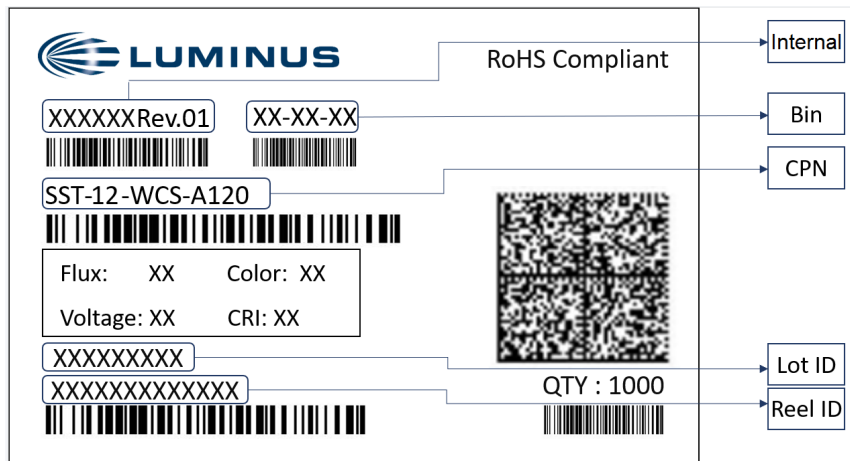 LUMINUS
RoHS Compliant
Internal
XXXXXXRev.01
XX-XX-XX
Bin
SST-12-WCS-A120
CPN
Flux: XX Color: XX
Voltage: XX CRI: XX
XXXXXXXXX
Lot ID
XXXXXXXXXXXXX
QTY : 1000
Reel ID